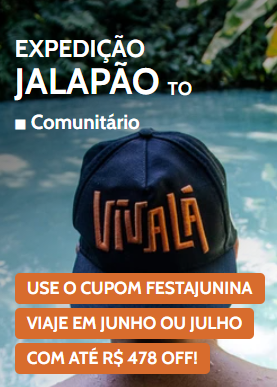 EXPEDIÇÃO
JALAPÃO TO
Comunitário
VIVALÁ
USE O CUPOM FESTAJUNINA
VIAJE EM JUNHO OU JULHO
COM ATÉ R$ 478 OFF!